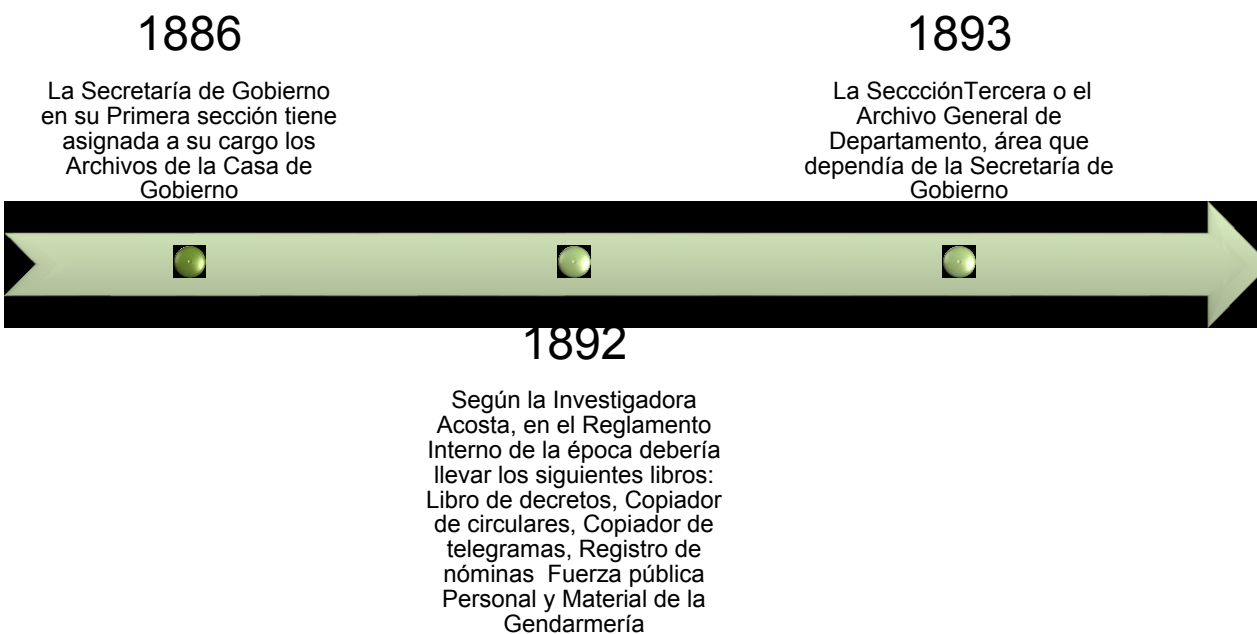 1886
La Secretaría de Gobierno
en su Primera sección tiene
asignada a su cargo los
Archivos de la Casa de
Gobierno
1892
Según la Investigadora
Acosta, en el Reglamento
Interno de la época debería
llevar los siguientes libros:
Libro de decretos, Copiador
de circulares, Copiador de
telegramas, Registro de
nóminas  Fuerza pública
Personal y Material de la
Gendarmería
1893
La SeccciónTercera o el
Archivo General de
Departamento, área que
dependía de la Secretaría de
Gobierno